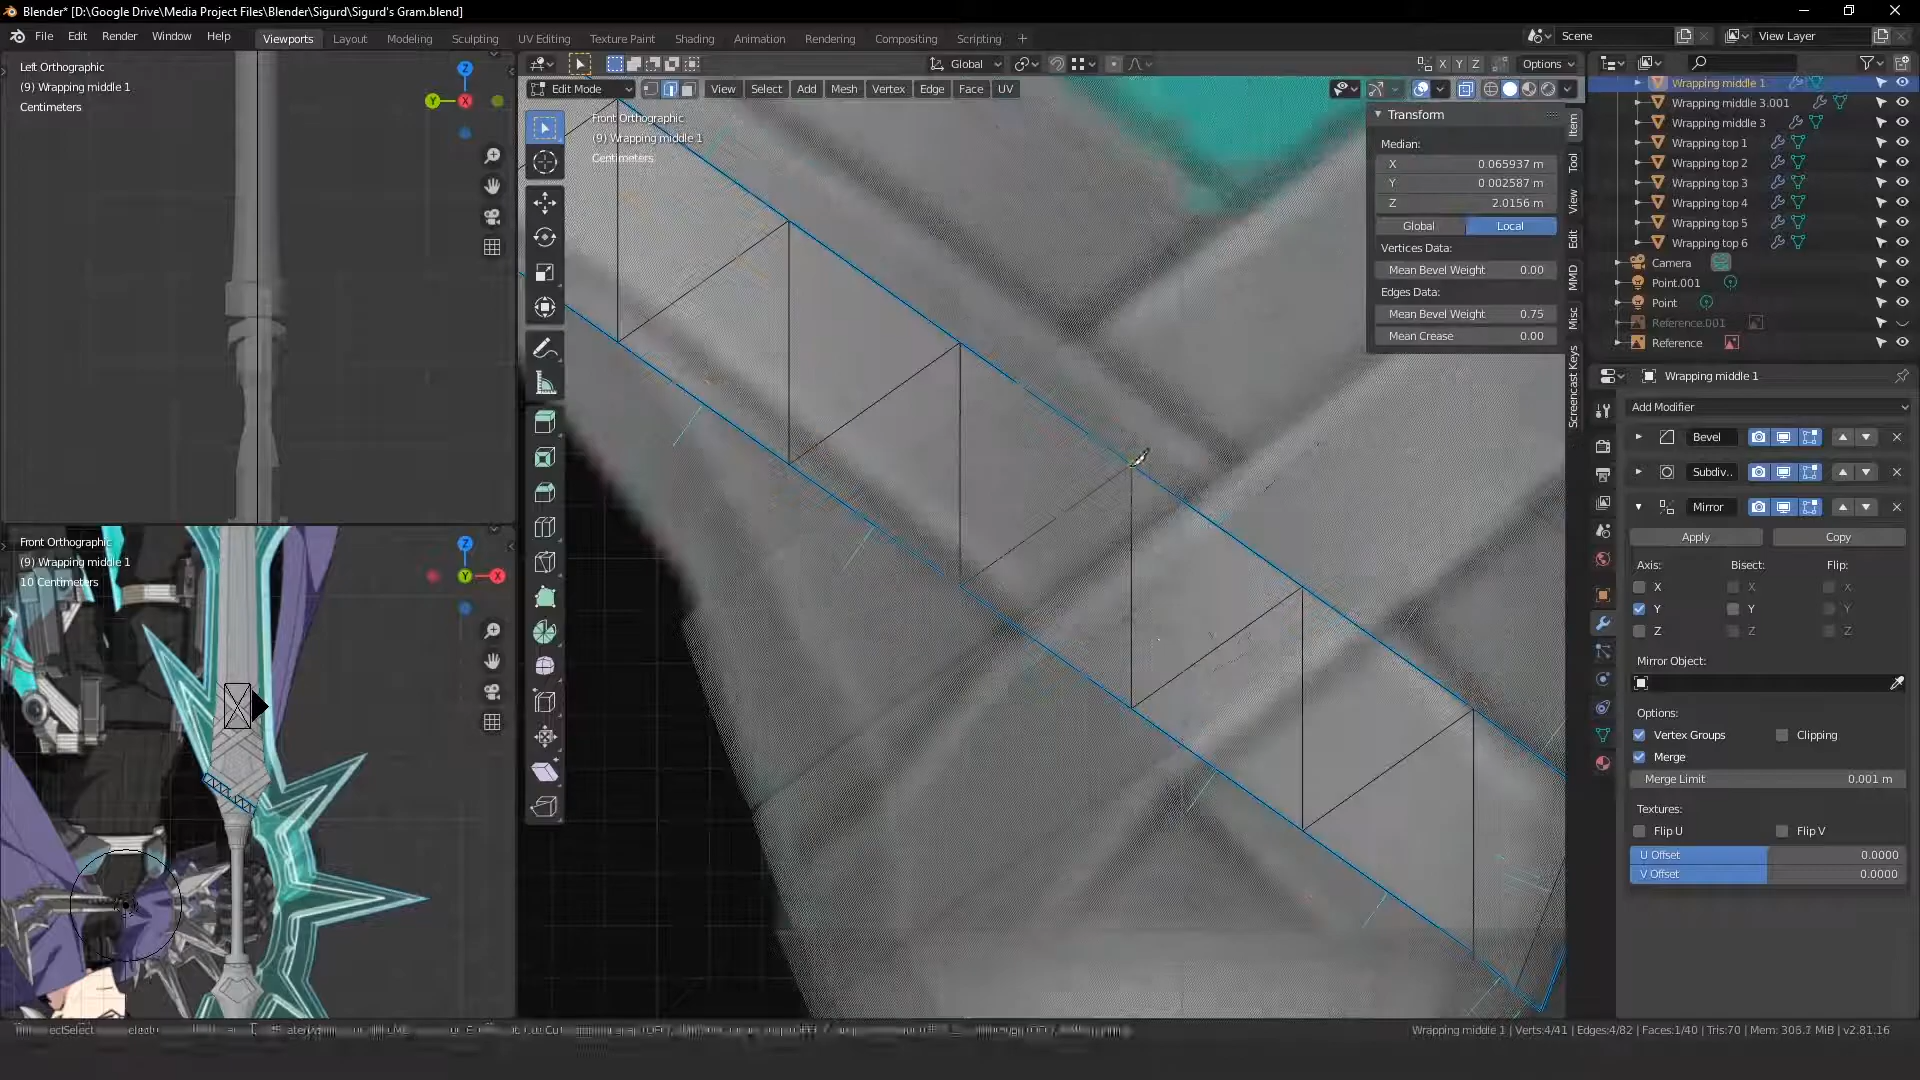 Blender* [D:\Google Drive\Media Project Files\Blender\Sigurd\Sigurd's Gram.blend]
File Edit Render Window Help Viewports Layout Modeling Sculpting UV Editing Texture Paint Shading Animation Rendering Compositing Scripting + Scene View Layer
Global X Y Z Options
Edit Mode View Select Add Mesh Vertex Edge Face UV
Left Orthographic
(9) Wrapping middle 1
Centimeters
Z
Y X
Front Orthographic
(9) Wrapping middle 1
10 Centimeters
Z
Y X
Front Orthographic
(9) Wrapping middle 1
Centimeters
Transform
Median:
X 0.065937 m
Y 0.002587 m
Z 2.0156 m
Global Local
Vertices Data:
Mean Bevel Weight 0.00
Edges Data:
Mean Bevel Weight 0.75
Mean Crease 0.00
Item
Tool
View
Edit
MMD
Misc
Screencast Keys
Wrapping middle 1
Wrapping middle 3.001
Wrapping middle 3
Wrapping top 1
Wrapping top 2
Wrapping top 3
Wrapping top 4
Wrapping top 5
Wrapping top 6
Camera
Point.001
Point
Reference.001
Reference
Wrapping middle 1
Add Modifier
Bevel
Subdiv..
Mirror
Apply Copy
Axis: Bisect: Flip:
X X X
Y Y Y
Z Z Z
Mirror Object:
Options:
Vertex Groups Clipping
Merge
Merge Limit 0.001 m
Textures:
Flip U Flip V
U Offset 0.0000
V Offset 0.0000
Wrapping middle 1 | Verts:4/41 | Edges:4/82 | Faces:1/40 | Tris:70 | Mem: 306.7 MiB | v2.81.16